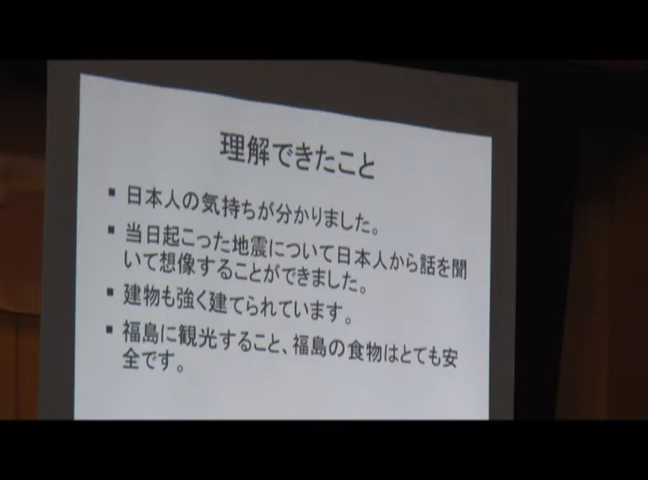 理解できたこと
▪ 日本人の気持ちが分かりました。
▪ 当日起こった地震について日本人から話を聞
いて想像することができました。
▪ 建物も強く建てられています。
▪ 福島に観光すること、福島の食物はとても安
全です。